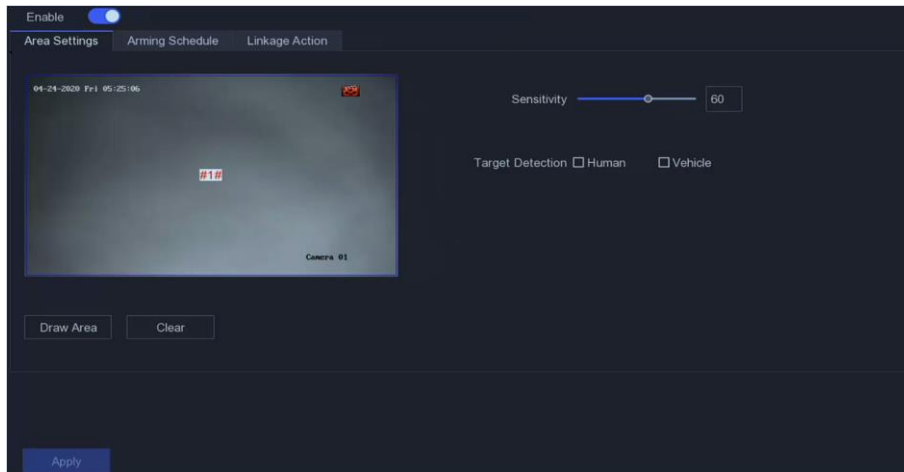 Enable
Area Settings Arming Schedule Linkage Action
04-24-2020 Fri 05:25:06
Sensitivity 60
Target Detection Human Vehicle
#1#
Camera 01
Draw Area Clear
Apply